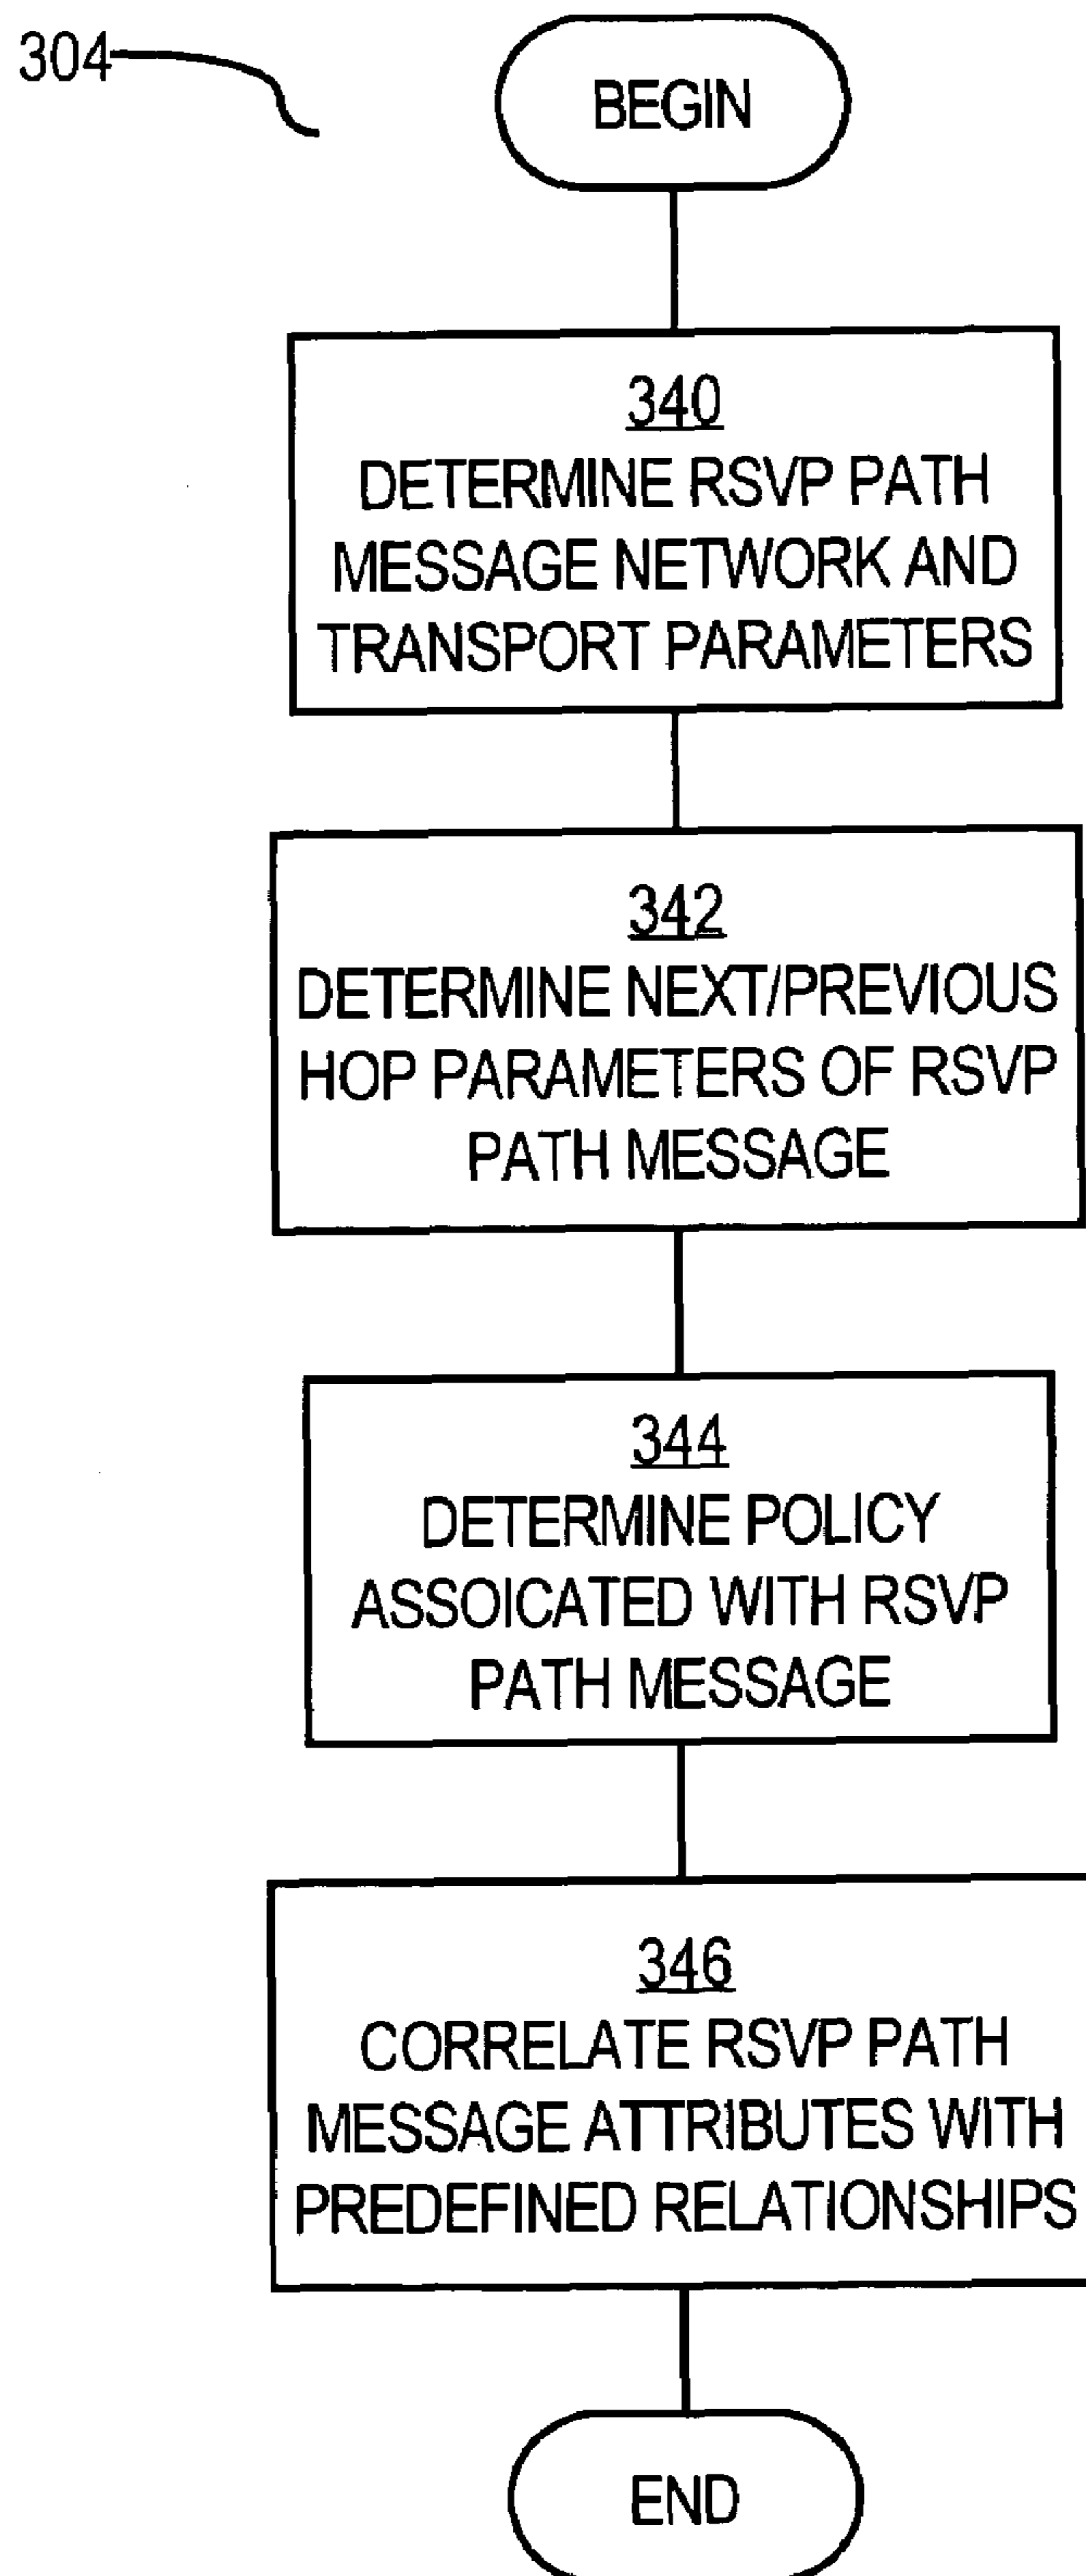 304
BEGIN
340
DETERMINE RSVP PATH
MESSAGE NETWORK AND
TRANSPORT PARAMETERS
342
DETERMINE NEXT/PREVIOUS
HOP PARAMETERS OF RSVP
PATH MESSAGE
344
DETERMINE POLICY
ASSOICATED WITH RSVP
PATH MESSAGE
346
CORRELATE RSVP PATH
MESSAGE ATTRIBUTES WITH
PREDEFINED RELATIONSHIPS
END